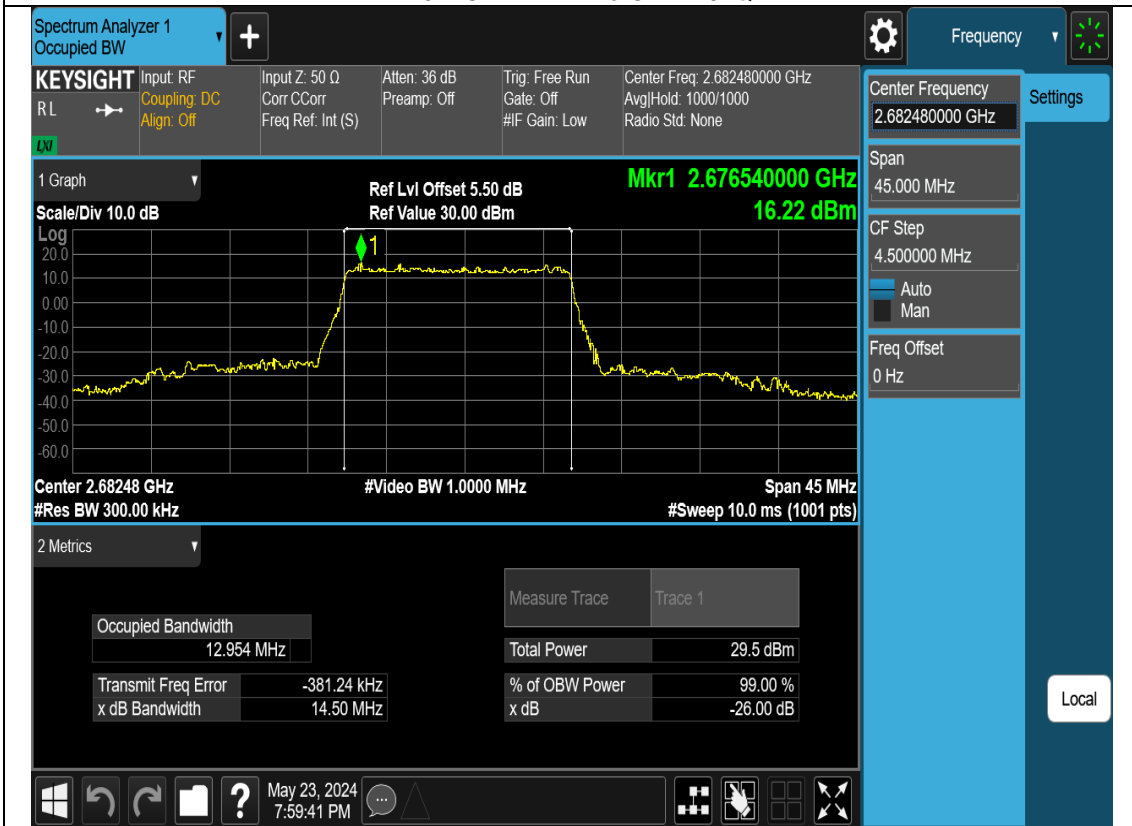 Spectrum Analyzer 1
Occupied BW
Frequency
KEYSIGHT
RL
LXI
Input: RF
Coupling: DC
Align: Off
Input Z: 50 Ω
Corr CCorr
Freq Ref: Int (S)
Atten: 36 dB
Preamp: Off
Trig: Free Run
Gate: Off
#IF Gain: Low
Center Freq: 2.682480000 GHz
Avg|Hold: 1000/1000
Radio Std: None
Center Frequency
2.682480000 GHz
Settings
Span
45.000 MHz
CF Step
4.500000 MHz
Auto
Man
Freq Offset
0 Hz
Local
1 Graph
Scale/Div 10.0 dB
Ref Lvl Offset 5.50 dB
Ref Value 30.00 dBm
Mkr1 2.676540000 GHz
16.22 dBm
Log
20.0
10.0
0.00
-10.0
-20.0
-30.0
-40.0
-50.0
-60.0
1
Center 2.68248 GHz
#Video BW 1.0000 MHz
Span 45 MHz
#Res BW 300.00 kHz
#Sweep 10.0 ms (1001 pts)
2 Metrics
Measure Trace Trace 1
Occupied Bandwidth
12.954 MHz
Total Power 29.5 dBm
Transmit Freq Error -381.24 kHz
% of OBW Power 99.00 %
x dB Bandwidth 14.50 MHz
x dB -26.00 dB
?
May 23, 2024
7:59:41 PM